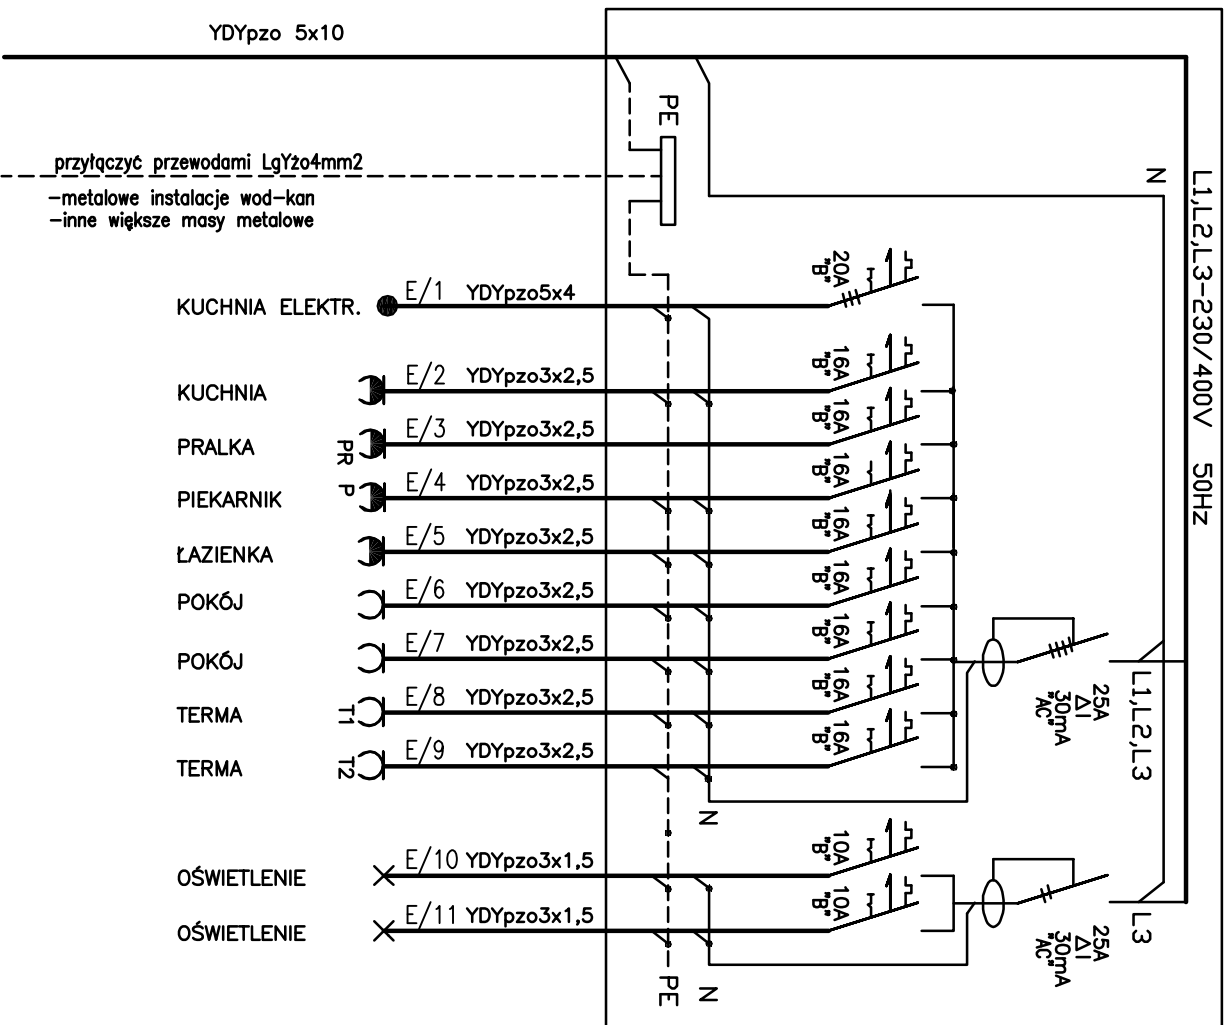 YDYpzo 5x10
PE
przyłączyć przewodami LgYżo4mm2
-metalowe instalacje wod-kan
-inne większe masy metalowe
N
L1,L2,L3-230/400V 50Hz
KUCHNIA ELEKTR. E/1 YDYpzo5x4 20A "B"
KUCHNIA E/2 YDYpzo3x2,5 16A "B"
PRALKA PR E/3 YDYpzo3x2,5 16A "B"
PIEKARNIK P E/4 YDYpzo3x2,5 16A "B"
ŁAZIENKA E/5 YDYpzo3x2,5 16A "B"
POKÓJ E/6 YDYpzo3x2,5 16A "B"
POKÓJ E/7 YDYpzo3x2,5 16A "B"
TERMA T1 E/8 YDYpzo3x2,5 16A "B"
TERMA T2 E/9 YDYpzo3x2,5 16A "B"
25A
ΔI
30mA
"AC"
L1,L2,L3
N
OŚWIETLENIE E/10 YDYpzo3x1,5 10A "B"
OŚWIETLENIE E/11 YDYpzo3x1,5 10A "B"
25A
ΔI
30mA
"AC"
L3
PE
N